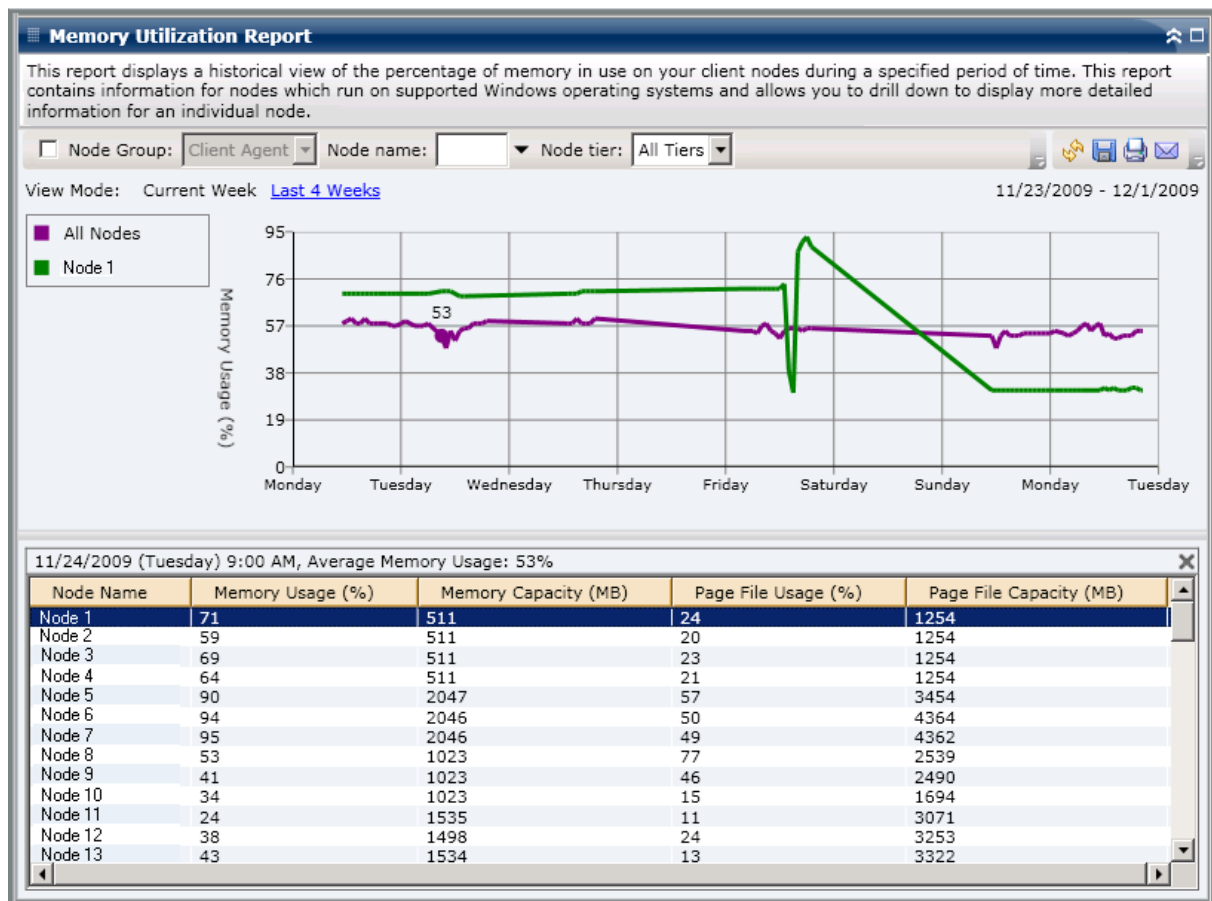 Memory Utilization Report
This report displays a historical view of the percentage of memory in use on your client nodes during a specified period of time. This report
contains information for nodes which run on supported Windows operating systems and allows you to drill down to display more detailed
information for an individual node.
Node Group: Client Agent Node name: Node tier: All Tiers
View Mode: Current Week Last 4 Weeks 11/23/2009 - 12/1/2009
All Nodes
Node 1
Memory Usage (%)
95
76
57
38
19
0
53
Monday Tuesday Wednesday Thursday Friday Saturday Sunday Monday Tuesday
11/24/2009 (Tuesday) 9:00 AM, Average Memory Usage: 53%
Node Name Memory Usage (%) Memory Capacity (MB) Page File Usage (%) Page File Capacity (MB)
Node 1 71 511 24 1254
Node 2 59 511 20 1254
Node 3 69 511 23 1254
Node 4 64 511 21 1254
Node 5 90 2047 57 3454
Node 6 94 2046 50 4364
Node 7 95 2046 49 4362
Node 8 53 1023 77 2539
Node 9 41 1023 46 2490
Node 10 34 1023 15 1694
Node 11 24 1535 11 3071
Node 12 38 1498 24 3253
Node 13 43 1534 13 3322